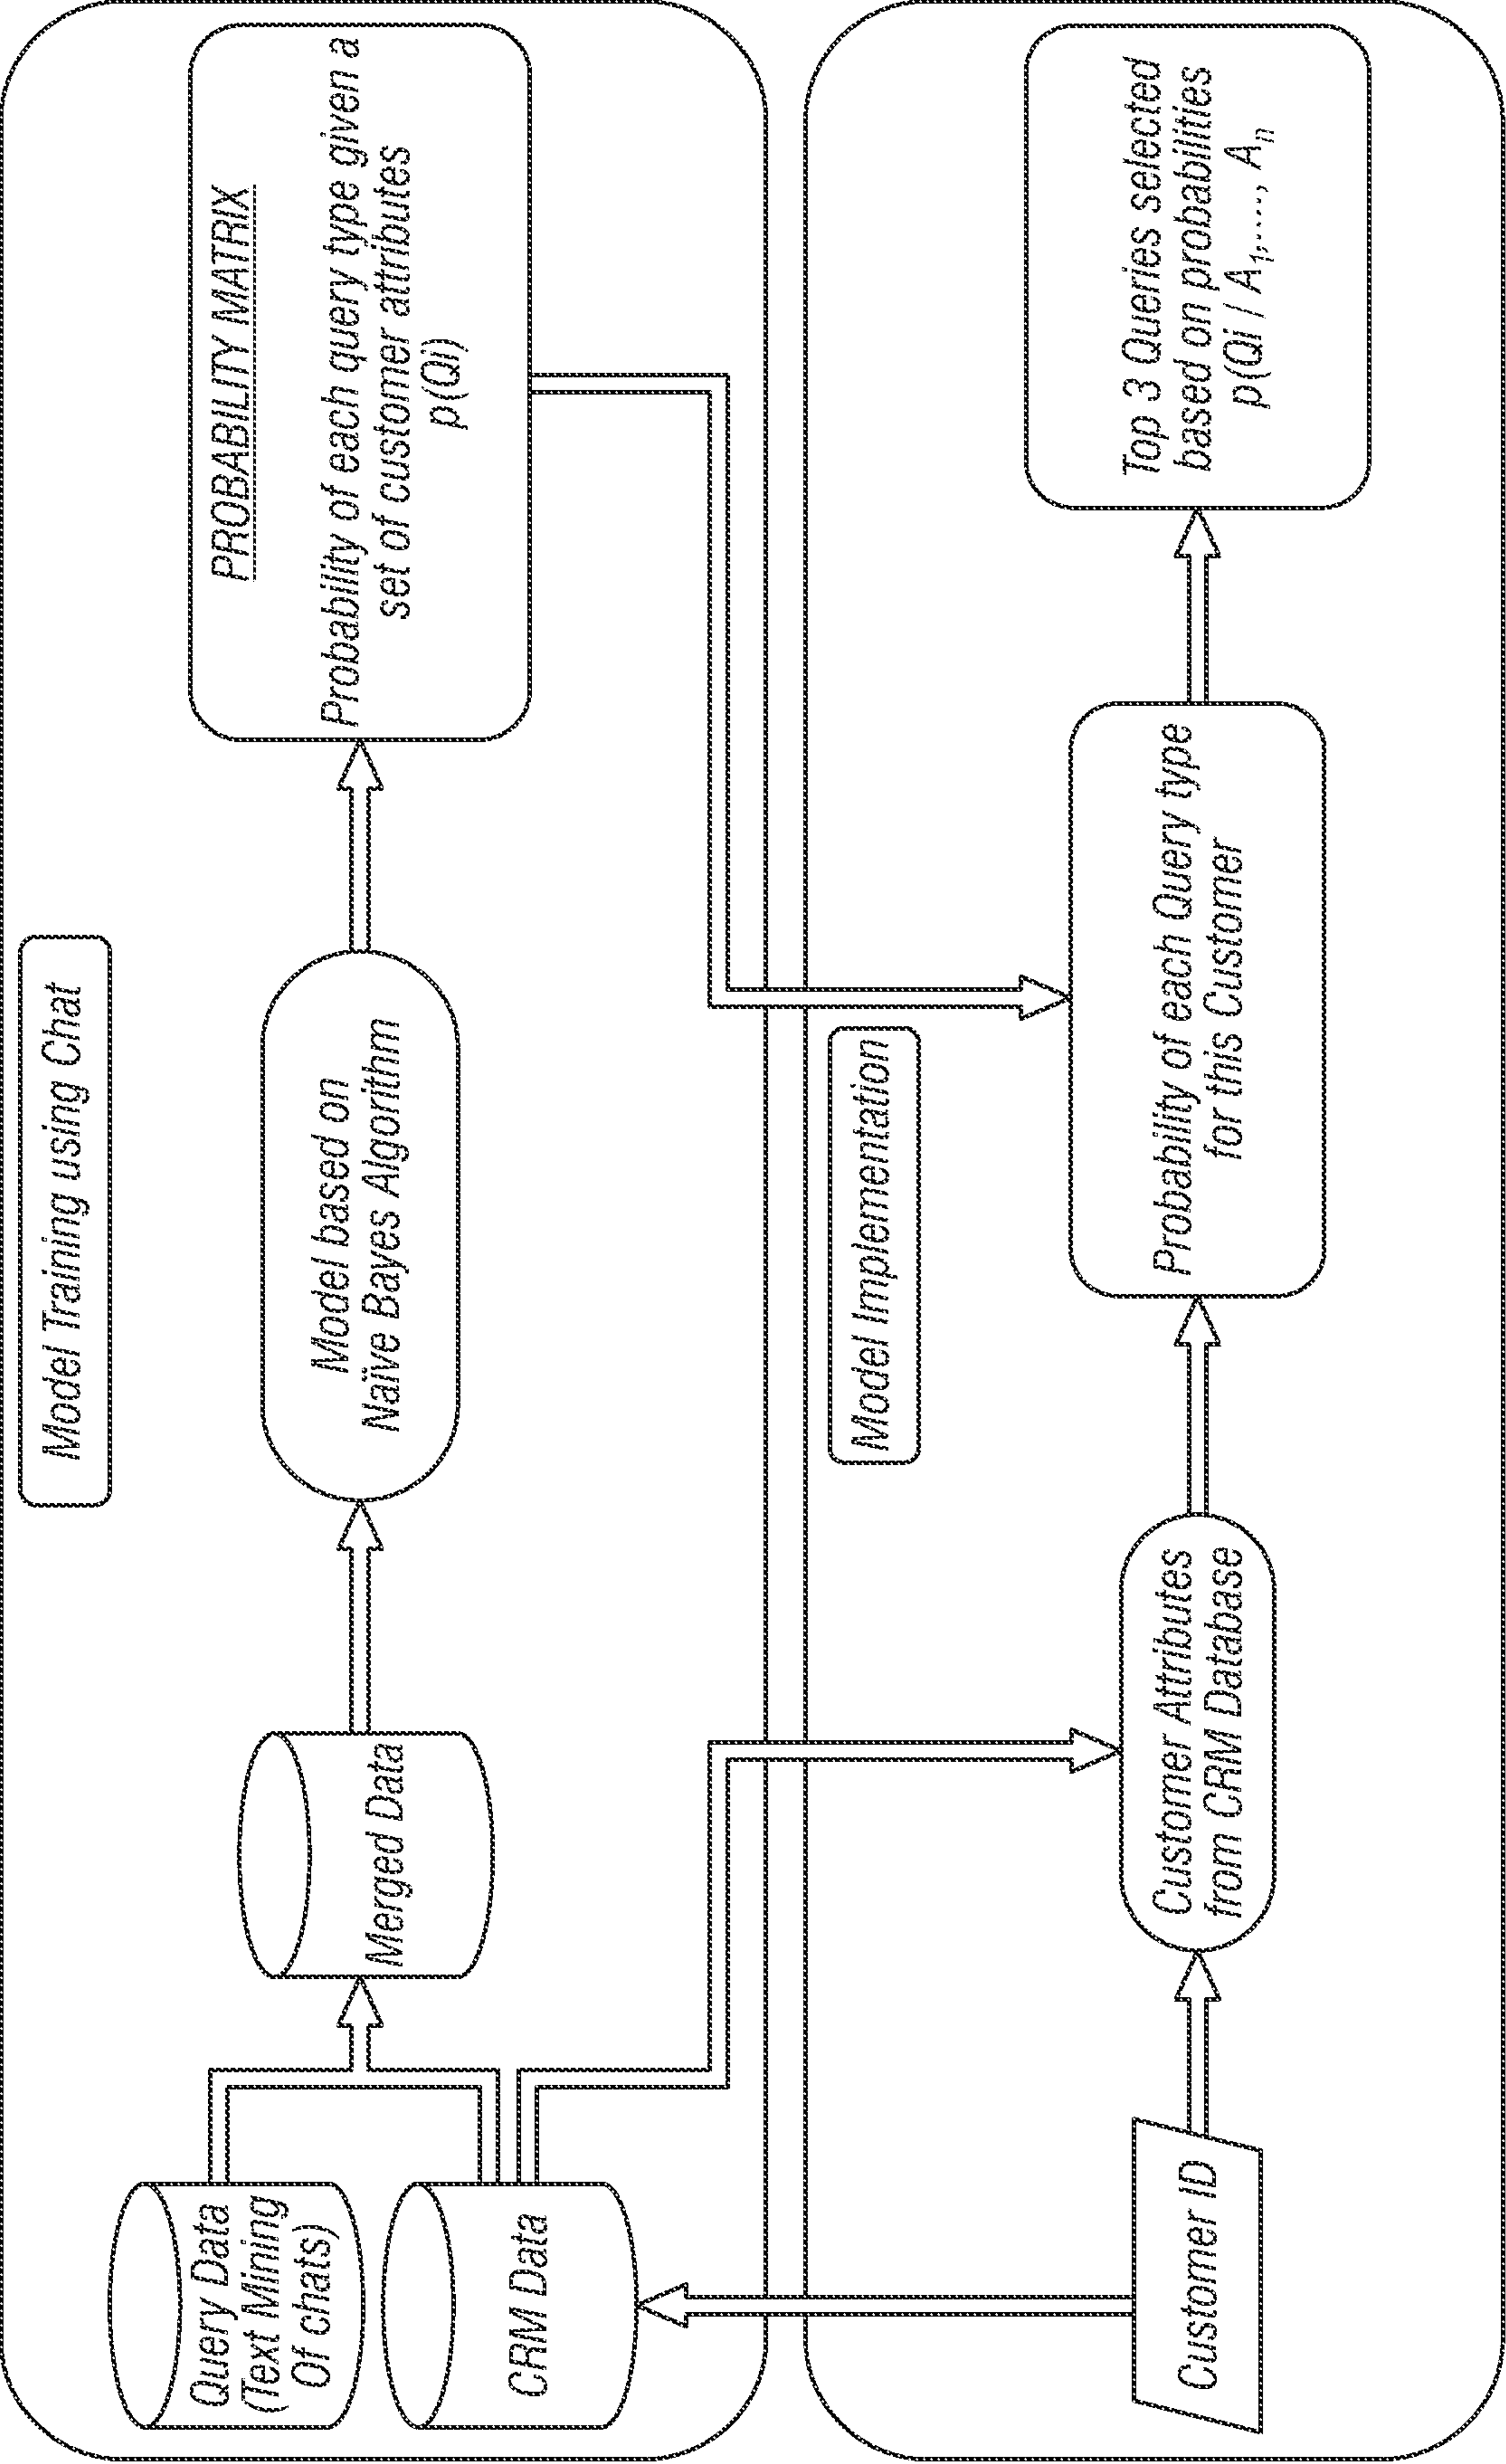 Model Training using Chat
Query Data
(Text Mining
Of chats)
CRM Data
Merged Data
Model based on
Naïve Bayes Algorithm
PROBABILITY MATRIX
Probability of each query type given a
set of customer attributes
p(Qi)
Model Implementation
Customer ID
Customer Attributes
from CRM Database
Probability of each Query type
for this Customer
Top 3 Queries selected
based on probabilities
p(Qi / A1,....., An